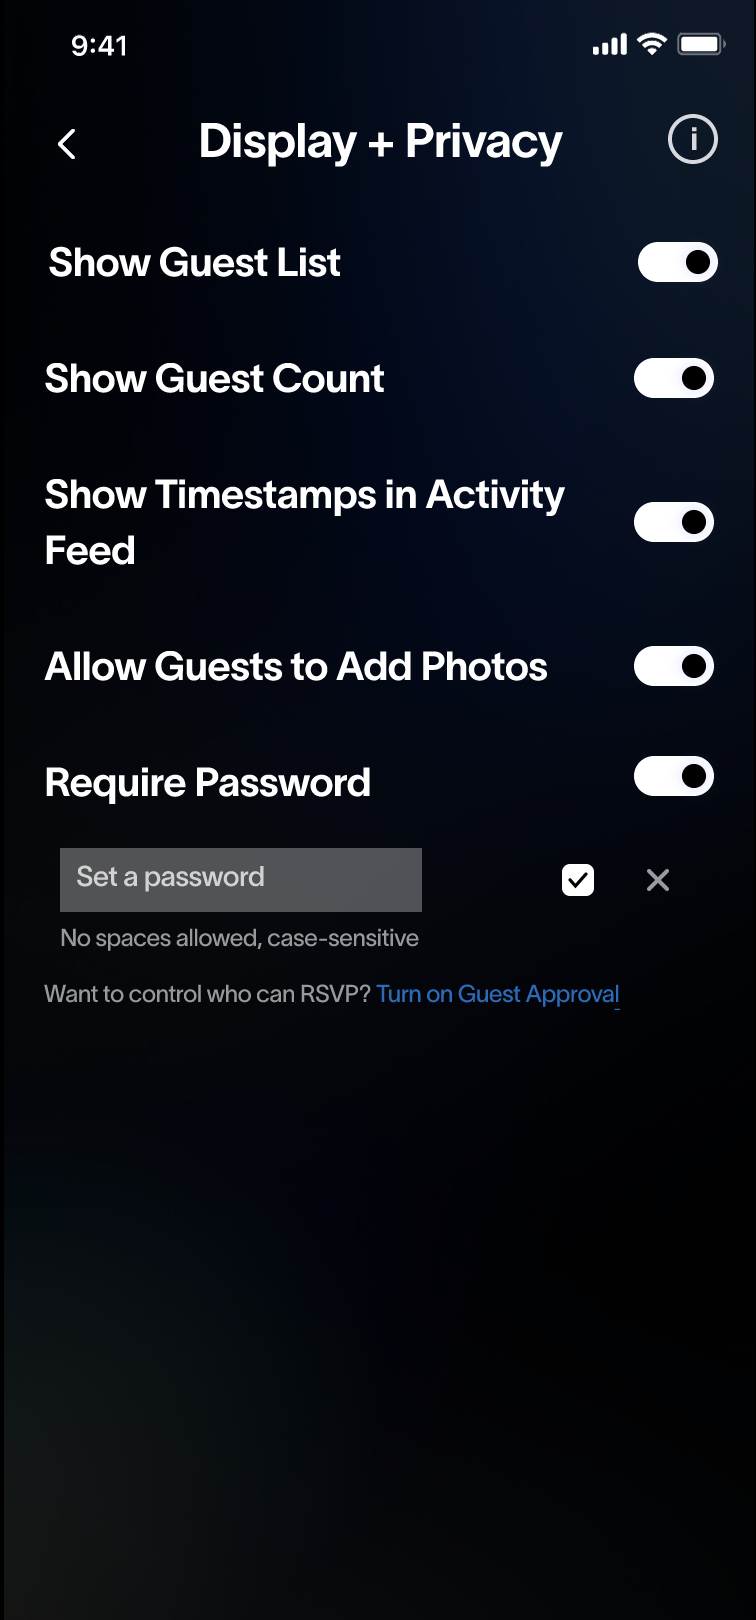 9:41
Display + Privacy
Show Guest List
Show Guest Count
Show Timestamps in Activity
Feed
Allow Guests to Add Photos
Require Password
Set a password
No spaces allowed, case-sensitive
Want to control who can RSVP? Turn on Guest Approval